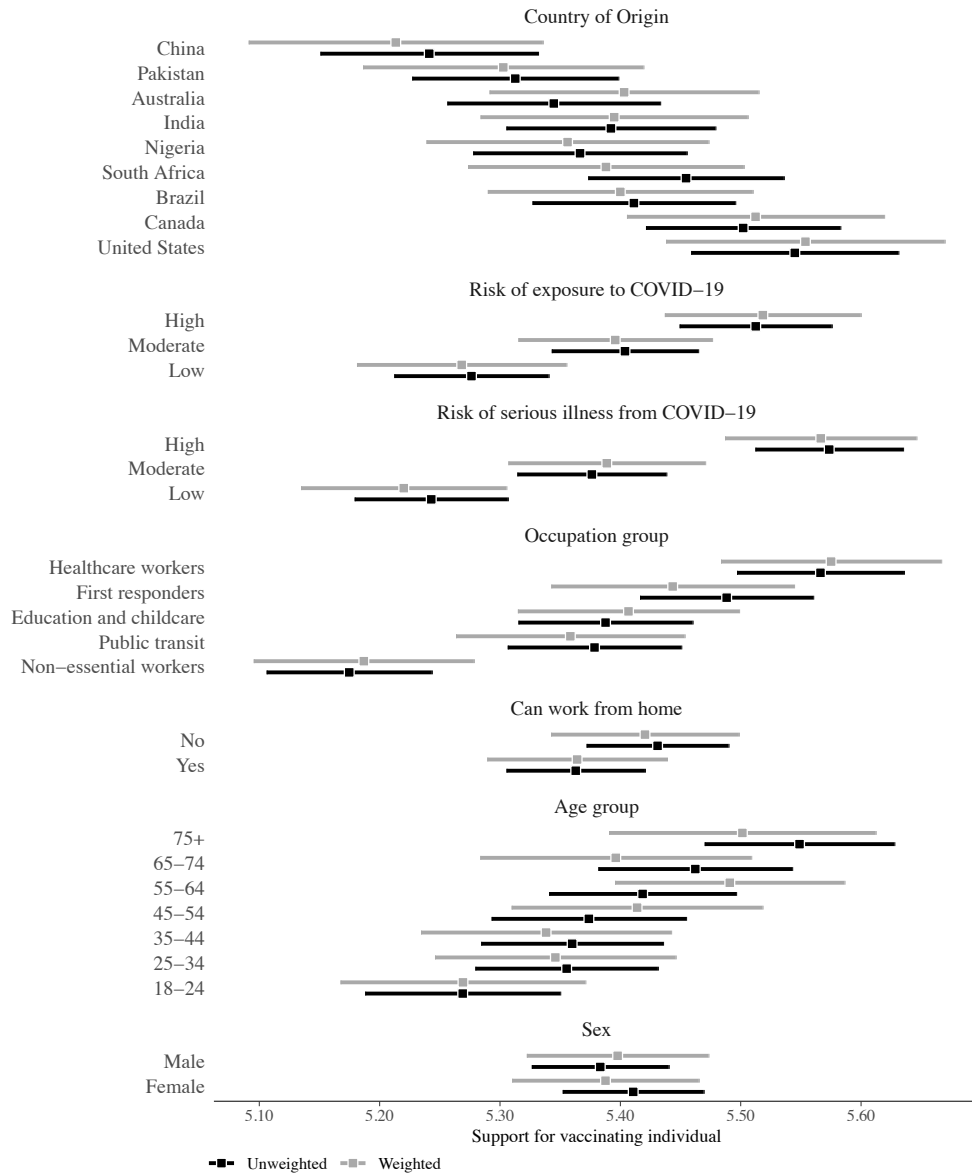 Country of Origin
China
Pakistan
Australia
India
Nigeria
South Africa
Brazil
Canada
United States
Risk of exposure to COVID−19
High
Moderate
Low
Risk of serious illness from COVID−19
High
Moderate
Low
Occupation group
Healthcare workers
First responders
Education and childcare
Public transit
Non−essential workers
Can work from home
No
Yes
Age group
75+
65−74
55−64
45−54
35−44
25−34
18−24
Sex
Male
Female
5.10 5.20 5.30 5.40 5.50 5.60
Support for vaccinating individual
Unweighted Weighted